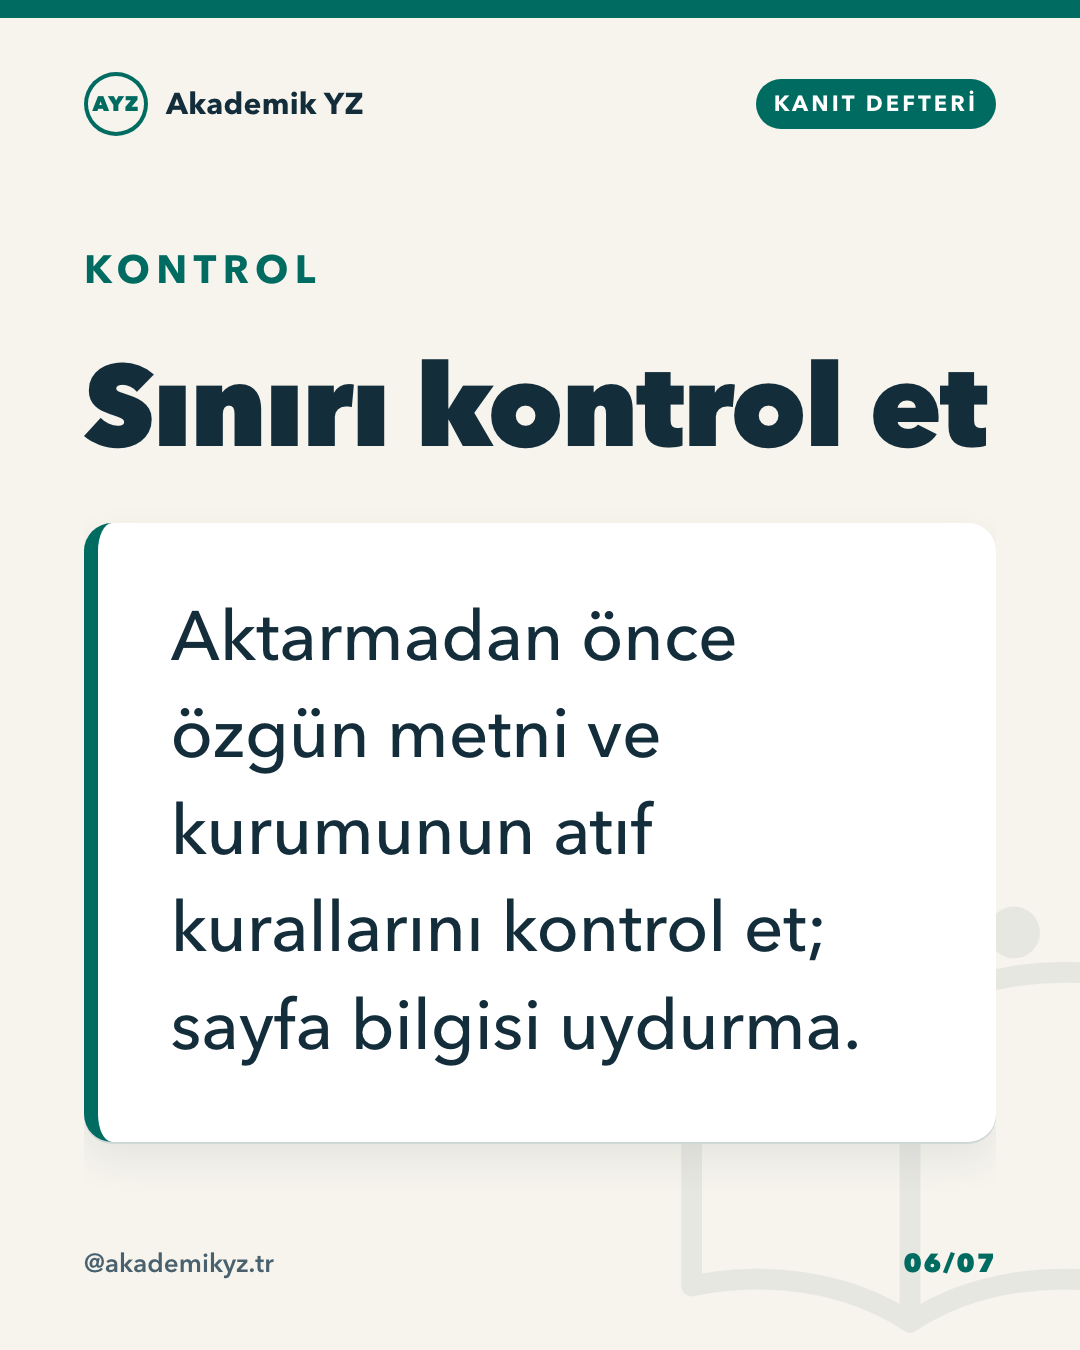 AYZ
Akademik YZ
KANIT DEFTERİ
KONTROL
Sınırı kontrol et
Aktarmadan önce
özgün metni ve
kurumunun atıf
kurallarını kontrol et;
sayfa bilgisi uydurma.
@akademikyz.tr
06/07